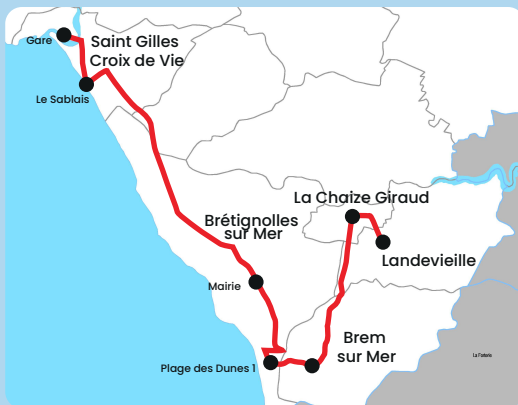 Gare
Saint Gilles
Croix de Vie
Le Sablais
La Chaize Giraud
Brétignolles
sur Mer
Landevieille
Mairie
Brem
sur Mer
Plage des Dunes 1